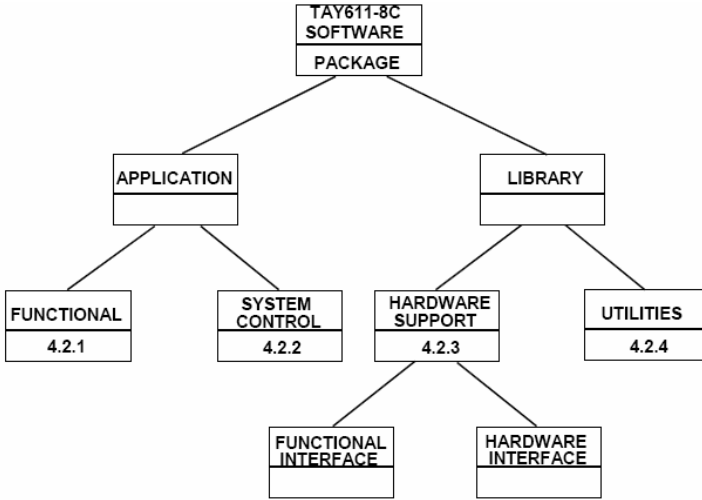 TAY611-8C
SOFTWARE
PACKAGE
APPLICATION
LIBRARY
FUNCTIONAL
4.2.1
SYSTEM
CONTROL
4.2.2
HARDWARE
SUPPORT
4.2.3
UTILITIES
4.2.4
FUNCTIONAL
INTERFACE
HARDWARE
INTERFACE